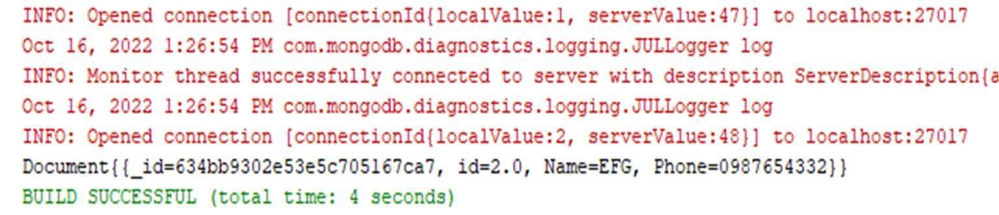 INFO: Opened connection [connectionId{localValue:1, serverValue:47}] to localhost:27017
Oct 16, 2022 1:26:54 PM com.mongodb.diagnostics.logging.JULLogger log
INFO: Monitor thread successfully connected to server with description ServerDescription{a
Oct 16, 2022 1:26:54 PM com.mongodb.diagnostics.logging.JULLogger log
INFO: Opened connection [connectionId{localValue:2, serverValue:48}] to localhost:27017
Document{{_id=634bb9302e53e5c705167ca7, id=2.0, Name=EFG, Phone=0987654332}}
BUILD SUCCESSFUL (total time: 4 seconds)